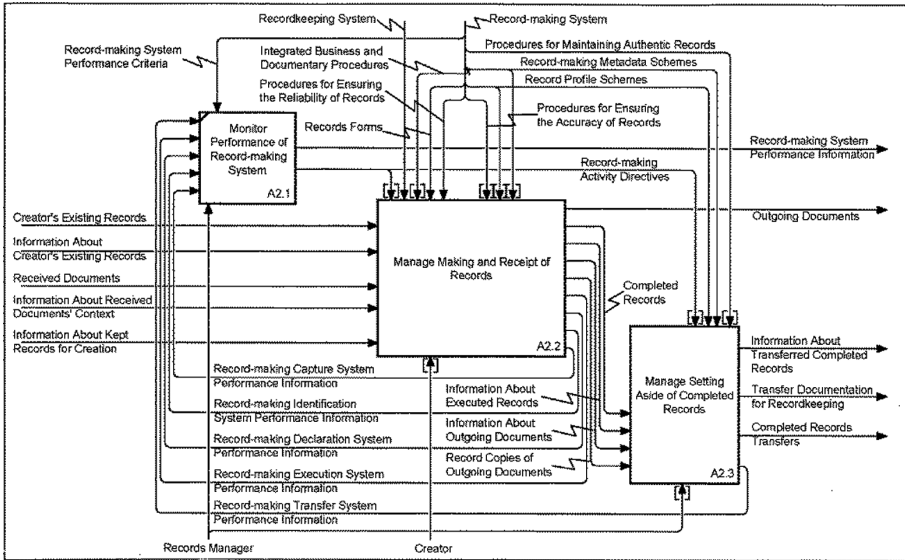 Recordkeeping System
Record-making System
Record-making System
Performance Criteria
Integrated Business and
Documentary Procedures
Procedures for Ensuring
the Reliability of Records
Records Forms
Procedures for Maintaining Authentic Records
Record-making Metadata Schemes
Record Profile Schemes
Procedures for Ensuring
the Accuracy of Records
Monitor
Performance of
Record-making
System
A2.1
Record-making System
Performance Information
Record-making
Activity Directives
Outgoing Documents
Creator's Existing Records
Information About
Creator's Existing Records
Received Documents
Information About Received
Documents' Context
Information About Kept
Records for Creation
Manage Making and Receipt of
Records
A2.2
Completed
Records
Record-making Capture System
Performance Information
Record-making Identification
System Performance Information
Record-making Declaration System
Performance Information
Record-making Execution System
Performance Information
Record-making Transfer System
Performance Information
Information About
Executed Records
Information About
Outgoing Documents
Record Copies of
Outgoing Documents
Manage Setting
Aside of Completed
Records
A2.3
Information About
Transferred Completed
Records
Transfer Documentation
for Recordkeeping
Completed Records
Transfers
Records Manager
Creator